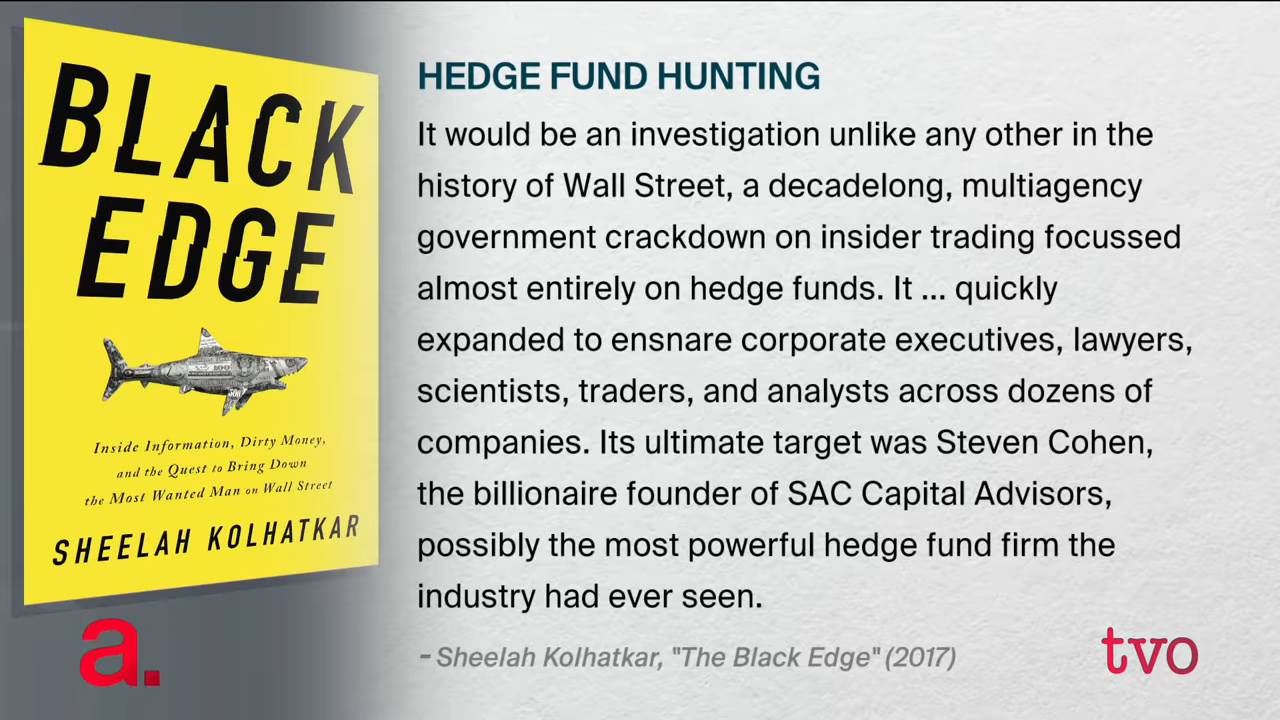 BLACK
EDGE
Inside Information, Dirty Money,
and the Quest to Bring Down
the Most Wanted Man on Wall Street
SHEELAH KOLHATKAR
HEDGE FUND HUNTING
It would be an investigation unlike any other in the
history of Wall Street, a decadelong, multiagency
government crackdown on insider trading focussed
almost entirely on hedge funds. It ... quickly
expanded to ensnare corporate executives, lawyers,
scientists, traders, and analysts across dozens of
companies. Its ultimate target was Steven Cohen,
the billionaire founder of SAC Capital Advisors,
possibly the most powerful hedge fund firm the
industry had ever seen.
- Sheelah Kolhatkar, "The Black Edge" (2017)
a.
tvo